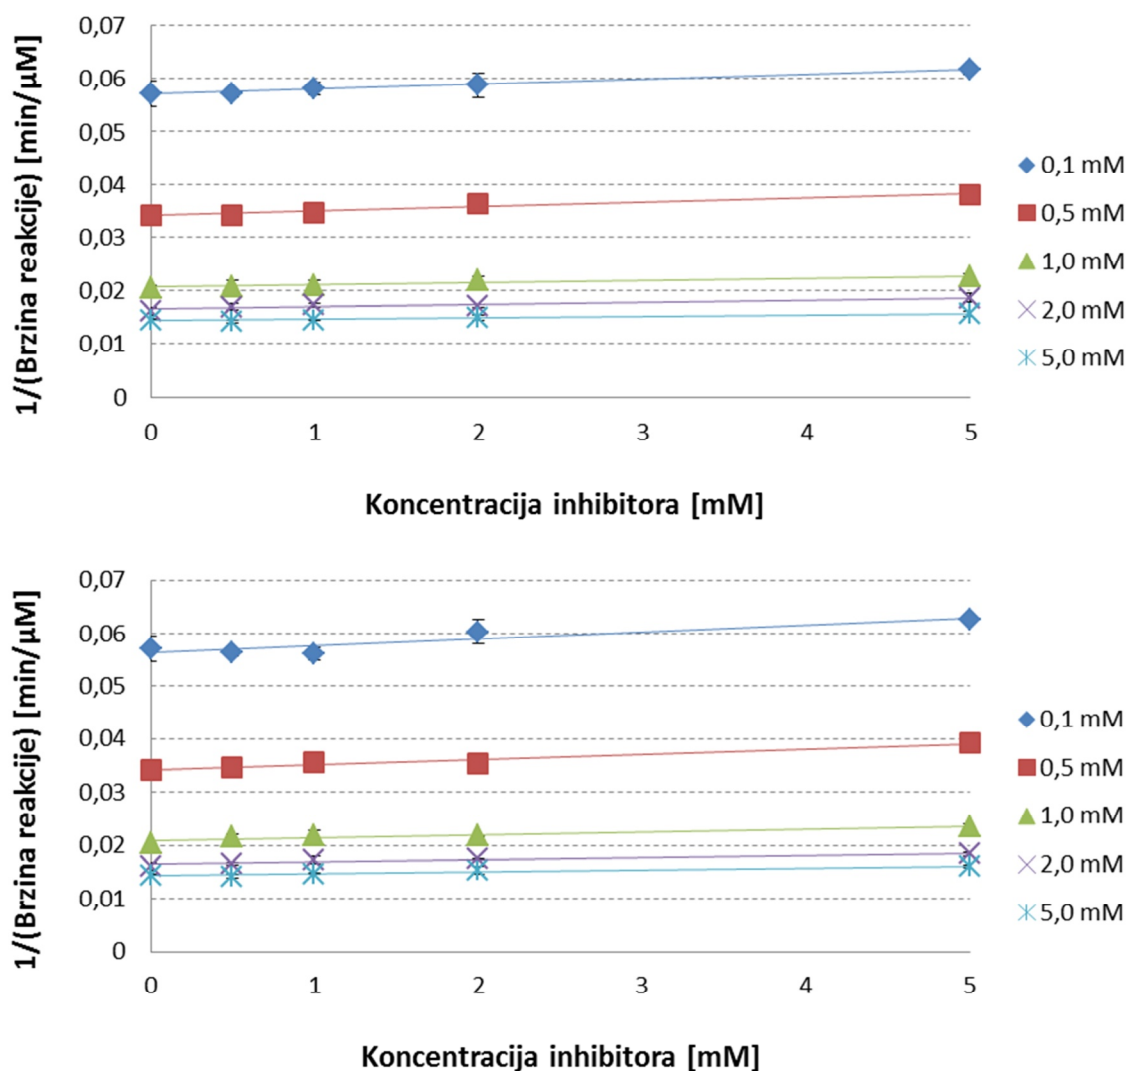 1/(Brzina reakcije) [min/µM]
0,07
0,06
0,05
0,04
0,03
0,02
0,01
0
0 1 2 3 4 5
Koncentracija inhibitora [mM]
0,1 mM
0,5 mM
1,0 mM
2,0 mM
5,0 mM
1/(Brzina reakcije) [min/µM]
0,07
0,06
0,05
0,04
0,03
0,02
0,01
0
0 1 2 3 4 5
Koncentracija inhibitora [mM]
0,1 mM
0,5 mM
1,0 mM
2,0 mM
5,0 mM